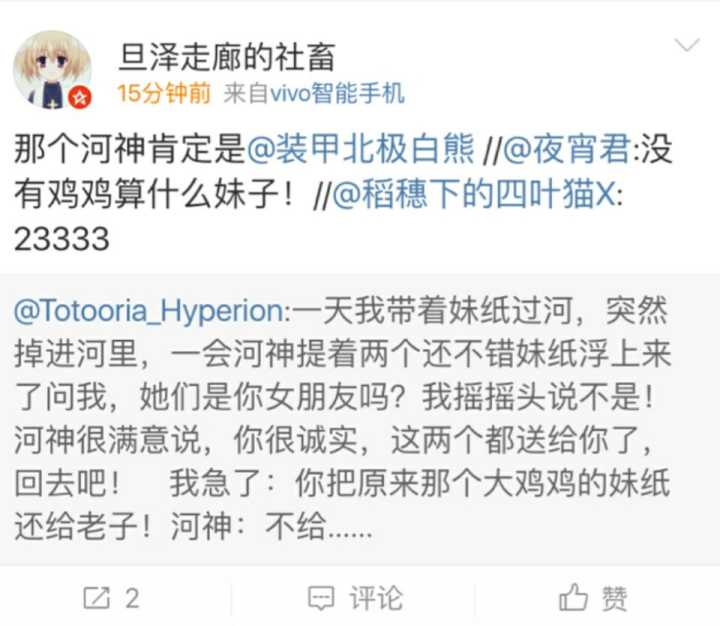 旦泽走廊的社畜
15分钟前 来自vivo智能手机
那个河神肯定是@装甲北极白熊 //@夜宵君:没
有鸡鸡算什么妹子！//@稻穗下的四叶猫X:
23333
@Totooria_Hyperion:一天我带着妹纸过河，突然
掉进河里，一会河神提着两个还不错妹纸浮上来
了问我，她们是你女朋友吗？我摇摇头说不是！
河神很满意说，你很诚实，这两个都送给你了，
回去吧！ 我急了：你把原来那个大鸡鸡的妹纸
还给老子！河神：不给......
2 评论 赞